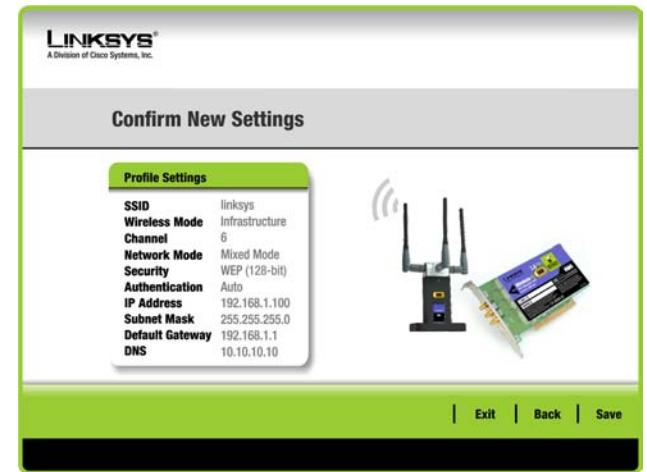 LINKSYS®
A Division of Cisco Systems, Inc.
Confirm New Settings
Profile Settings
SSID linksys
Wireless Mode Infrastructure
Channel 6
Network Mode Mixed Mode
Security WEP (128-bit)
Authentication Auto
IP Address 192.168.1.100
Subnet Mask 255.255.255.0
Default Gateway 192.168.1.1
DNS 10.10.10.10
Exit Back Save